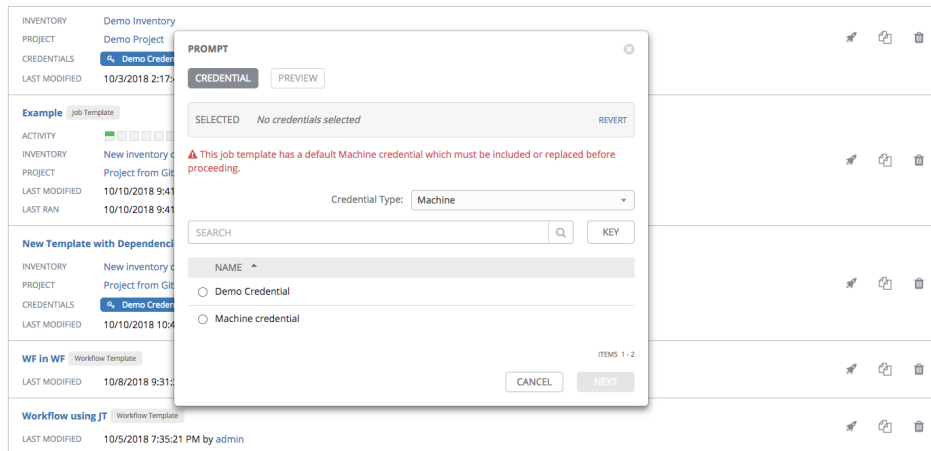 INVENTORY Demo Inventory
PROJECT Demo Project
CREDENTIALS Demo Creden
LAST MODIFIED 10/3/2018 2:17:
Example Job Template
ACTIVITY
INVENTORY New inventory
PROJECT Project from Git
LAST MODIFIED 10/10/2018 9:41
LAST RAN 10/10/2018 9:41
New Template with Dependenci
INVENTORY New inventory
PROJECT Project from Git
CREDENTIALS Demo Creden
LAST MODIFIED 10/10/2018 10:4
WF in WF Workflow Template
LAST MODIFIED 10/8/2018 9:31:
Workflow using JT Workflow Template
LAST MODIFIED 10/5/2018 7:35:21 PM by admin
PROMPT
CREDENTIAL PREVIEW
SELECTED No credentials selected REVERT
This job template has a default Machine credential which must be included or replaced before
proceeding.
Credential Type: Machine
SEARCH KEY
NAME
Demo Credential
Machine credential
ITEMS 1 - 2
CANCEL NEXT